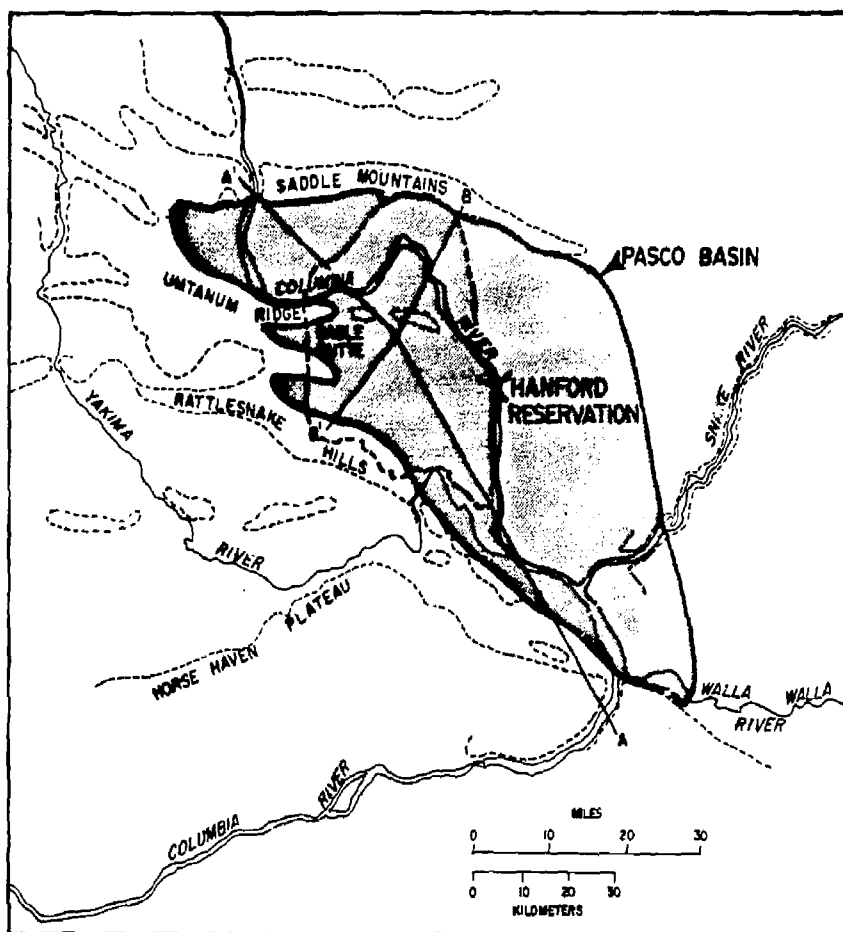 A'
SADDLE MOUNTAINS
B
PASCO BASIN
UMTANUM
RIDGE
COLUMBIA
RIVER
HANFORD
RESERVATION
RATTLESNAKE
HILLS
YAKIMA
RIVER
RIVER
HORSE HAVEN PLATEAU
WALLA WALLA
RIVER
A
COLUMBIA
RIVER
MILES
0 10 20 30
0 10 20 30
KILOMETERS